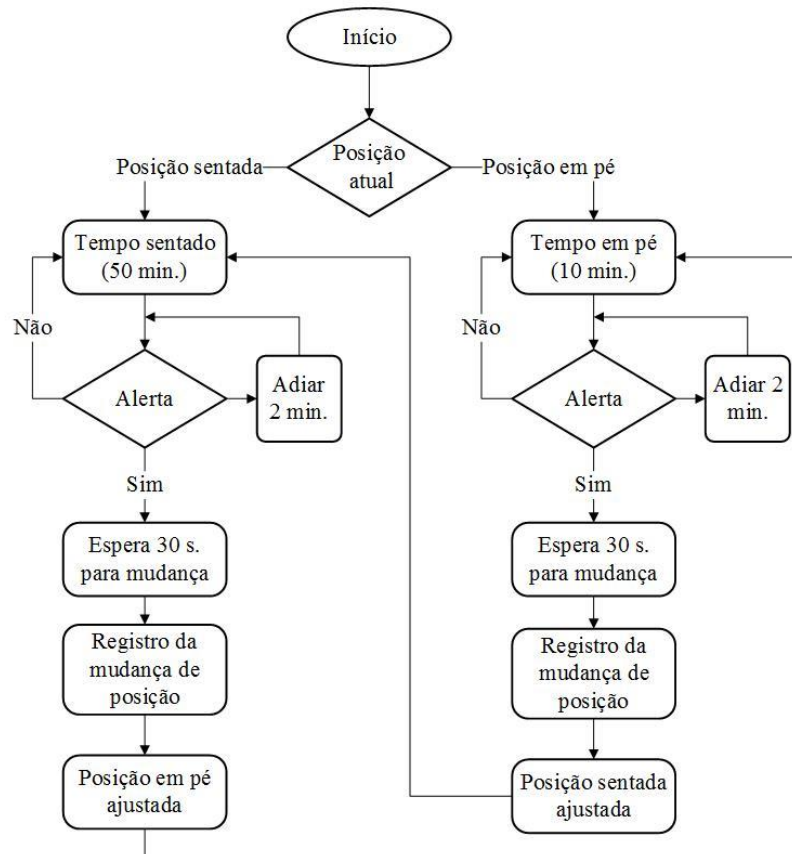 Início
Posição
atual
Posição sentada
Posição em pé
Tempo sentado
(50 min.)
Não
Alerta
Adiar
2 min.
Sim
Espera 30 s.
para mudança
Registro da
mudança de
posição
Posição em pé
ajustada
Tempo em pé
(10 min.)
Não
Alerta
Adiar 2
min.
Sim
Espera 30 s.
para mudança
Registro da
mudança de
posição
Posição sentada
ajustada